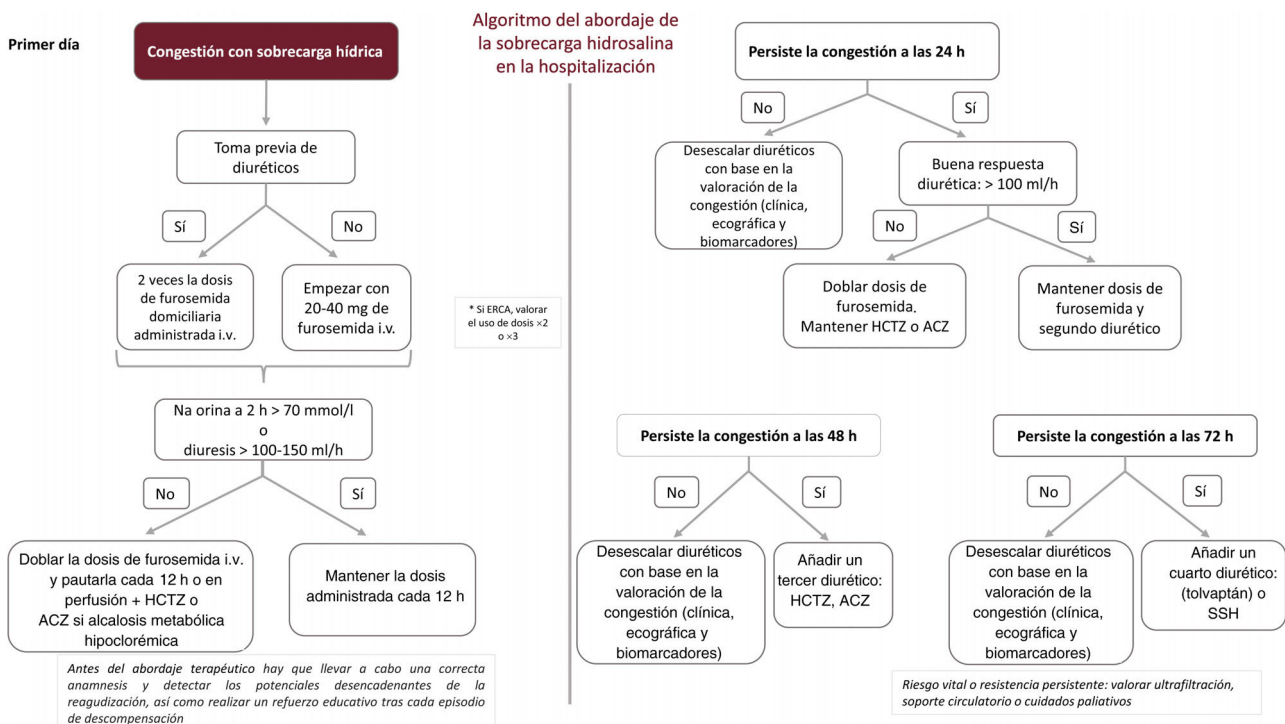 Primer día
Congestión con sobrecarga hídrica
Toma previa de
diuréticos
Sí
No
2 veces la dosis
de furosemida
domiciliaria
administrada i.v.
Empezar con
20-40 mg de
furosemida i.v.
Na orina a 2 h > 70 mmol/l
o
diuresis > 100-150 ml/h
No
Sí
Doblar la dosis de furosemida i.v.
y pautarla cada 12 h o en
perfusión + HCTZ o
ACZ si alcalosis metabólica
hipoclorémica
Mantener la dosis
administrada cada 12 h
Antes del abordaje terapéutico hay que llevar a cabo una correcta
anamnesis y detectar los potenciales desencadenantes de la
reagudización, así como realizar un refuerzo educativo tras cada episodio
de descompensación
Algoritmo del abordaje de
la sobrecarga hidrosalina
en la hospitalización
* Si ERCA, valorar
el uso de dosis ×2
o ×3
Persiste la congestión a las 24 h
No
Sí
Desescalar diuréticos
con base en la
valoración de la
congestión (clínica,
ecográfica y
biomarcadores)
Buena respuesta
diurética: > 100 ml/h
No
Sí
Doblar dosis de
furosemida.
Mantener HCTZ o ACZ
Mantener dosis de
furosemida y
segundo diurético
Persiste la congestión a las 48 h
No
Sí
Desescalar diuréticos
con base en la
valoración de la
congestión (clínica,
ecográfica y
biomarcadores)
Añadir un
tercer diurético:
HCTZ, ACZ
Persiste la congestión a las 72 h
No
Sí
Desescalar diuréticos
con base en la
valoración de la
congestión (clínica,
ecográfica y
biomarcadores)
Añadir un
cuarto diurético:
(tolvaptán) o
SSH
Riesgo vital o resistencia persistente: valorar ultrafiltración,
soporte circulatorio o cuidados paliativos